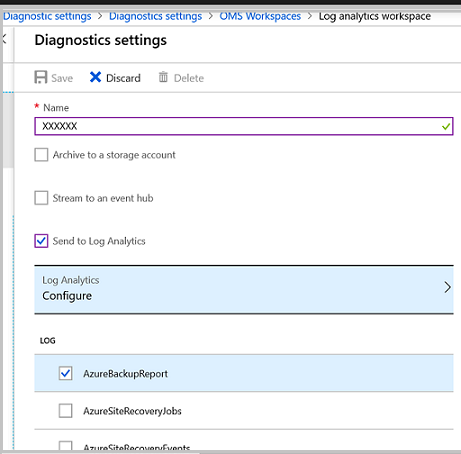 Diagnostic settings > Diagnostics settings > OMS Workspaces > Log analytics workspace
Diagnostics settings
Save Discard Delete
* Name
XXXXXX
Archive to a storage account
Stream to an event hub
Send to Log Analytics
Log Analytics
Configure
LOG
AzureBackupReport
AzureSiteRecoveryJobs
AzureSiteRecoveryEvents